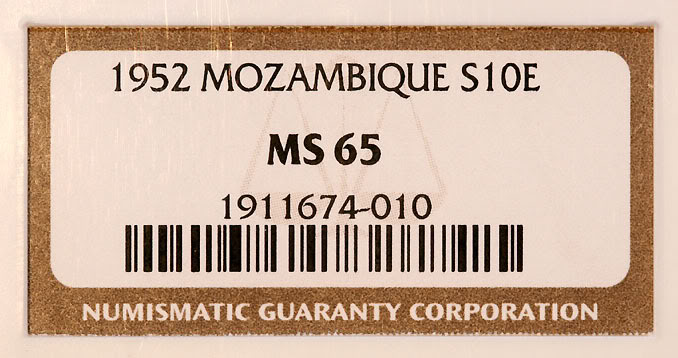 1952 MOZAMBIQUE S10E
MS 65
1911674-010
NUMISMATIC GUARANTY CORPORATION